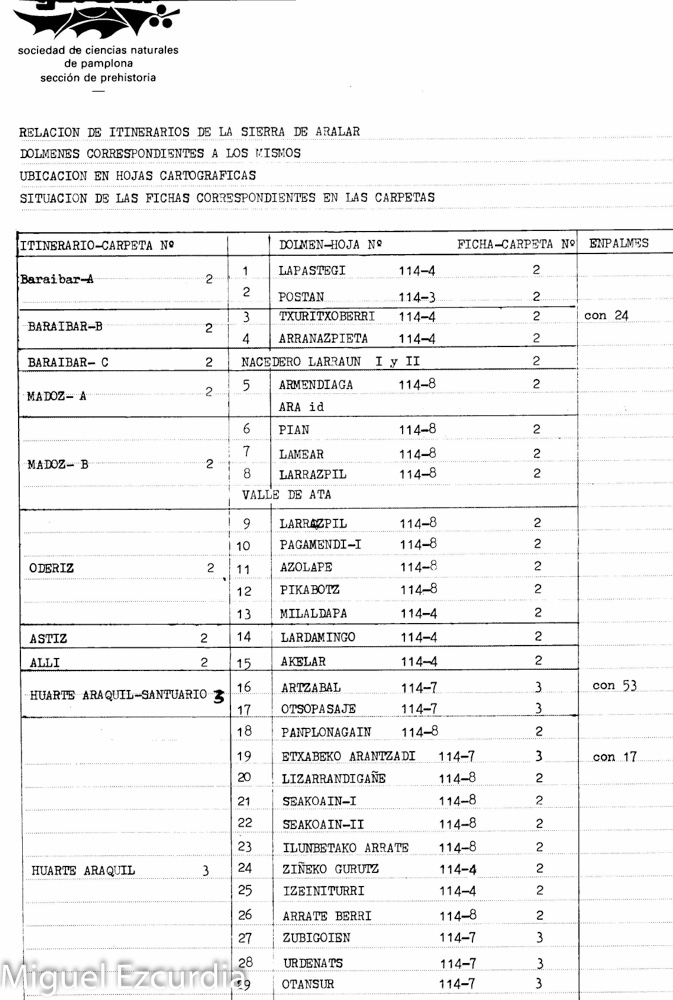 sociedad de ciencias naturales
de pamplona
sección de prehistoria
RELACION DE ITINERARIOS DE LA SIERRA DE ARALAR
DOLMENES CORRESPONDIENTES A LOS MISMOS
UBICACION EN HOJAS CARTOGRAFICAS
SITUACION DE LAS FICHAS CORRESPONDIENTES EN LAS CARPETAS
ITINERARIO-CARPETA Nº DOLMEN-HOJA Nº FICHA-CARPETA Nº ENPALMES
Baraibar-A 2 1 LAPASTEGI 114-4 2
2 POSTAN 114-3 2
BARAIBAR-B 2 3 TXURITXOBERRI 114-4 2 con 24
4 ARRANAZPIETA 114-4 2
BARAIBAR- C 2 NACEDERO LARRAUN I y II 2
MADOZ- A 2 5 ARMENDIAGA 114-8 2
ARA id
6 PIAN 114-8 2
MADOZ- B 2 7 LAMEAR 114-8 2
8 LARRAZPIL 114-8 2
VALLE DE ATA
9 LARRAZPIL 114-8 2
10 PAGAMENDI-I 114-8 2
ODERIZ 2 11 AZOLAPE 114-8 2
12 PIKABOTZ 114-8 2
13 MILALDAPA 114-4 2
ASTIZ 2 14 LARDAMINGO 114-4 2
ALLI 2 15 AKELAR 114-4 2
HUARTE ARAQUIL-SANTUARIO 3 16 ARTZABAL 114-7 3 con 53
17 OTSOPASAJE 114-7 3
18 PANPLONAGAIN 114-8 2
19 ETXABEKO ARANTZADI 114-7 3 con 17
20 LIZARRANDIGAÑE 114-8 2
21 SEAKOAIN-I 114-8 2
22 SEAKOAIN-II 114-8 2
23 ILUNBETAKO ARRATE 114-8 2
HUARTE ARAQUIL 3 24 ZIÑEKO GURUTZ 114-4 2
25 IZEINITURRI 114-4 2
26 ARRATE BERRI 114-8 2
27 ZUBIGOIEN 114-7 3
28 URDENATS 114-7 3
29 OTANSUR 114-7 3
Miguel Ezcurdia